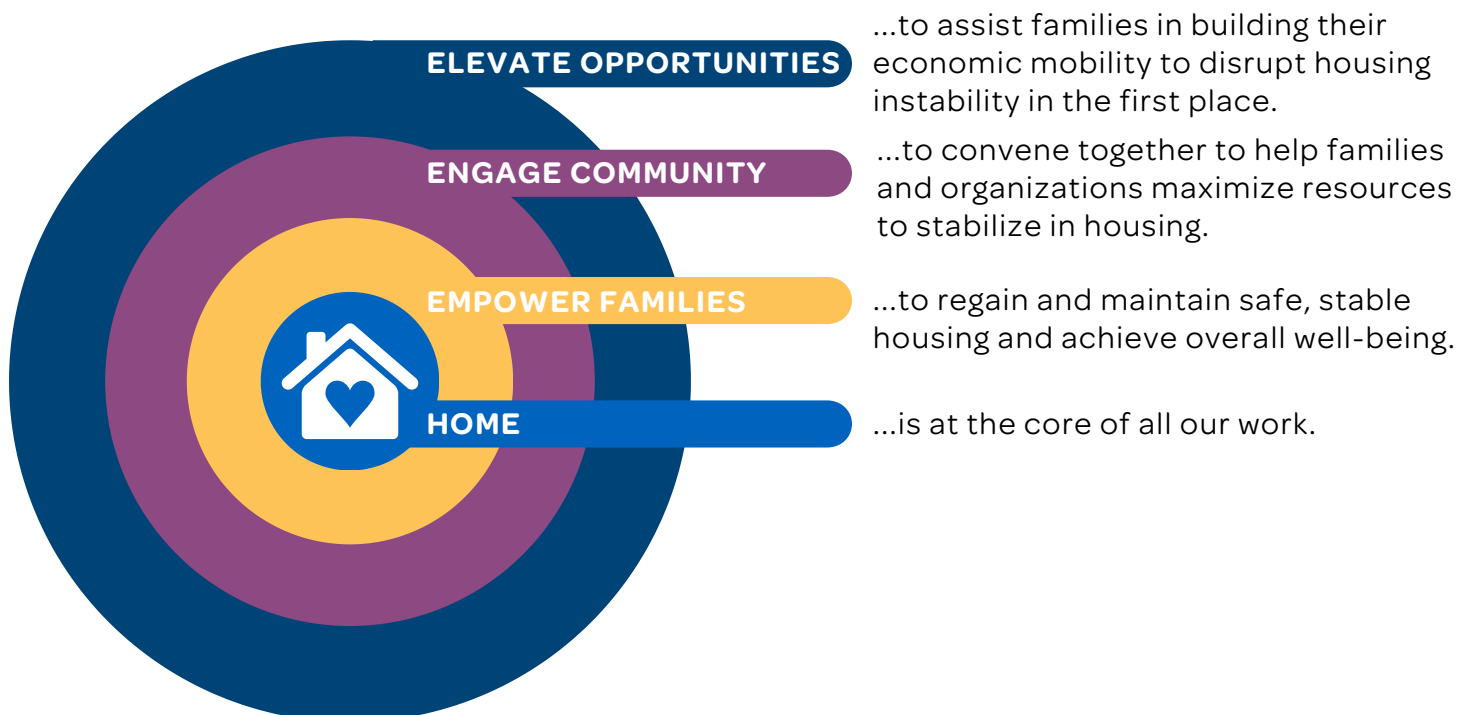 ELEVATE OPPORTUNITIES
...to assist families in building their
economic mobility to disrupt housing
instability in the first place.
ENGAGE COMMUNITY
...to convene together to help families
and organizations maximize resources
to stabilize in housing.
EMPOWER FAMILIES
...to regain and maintain safe, stable
housing and achieve overall well-being.
HOME
...is at the core of all our work.